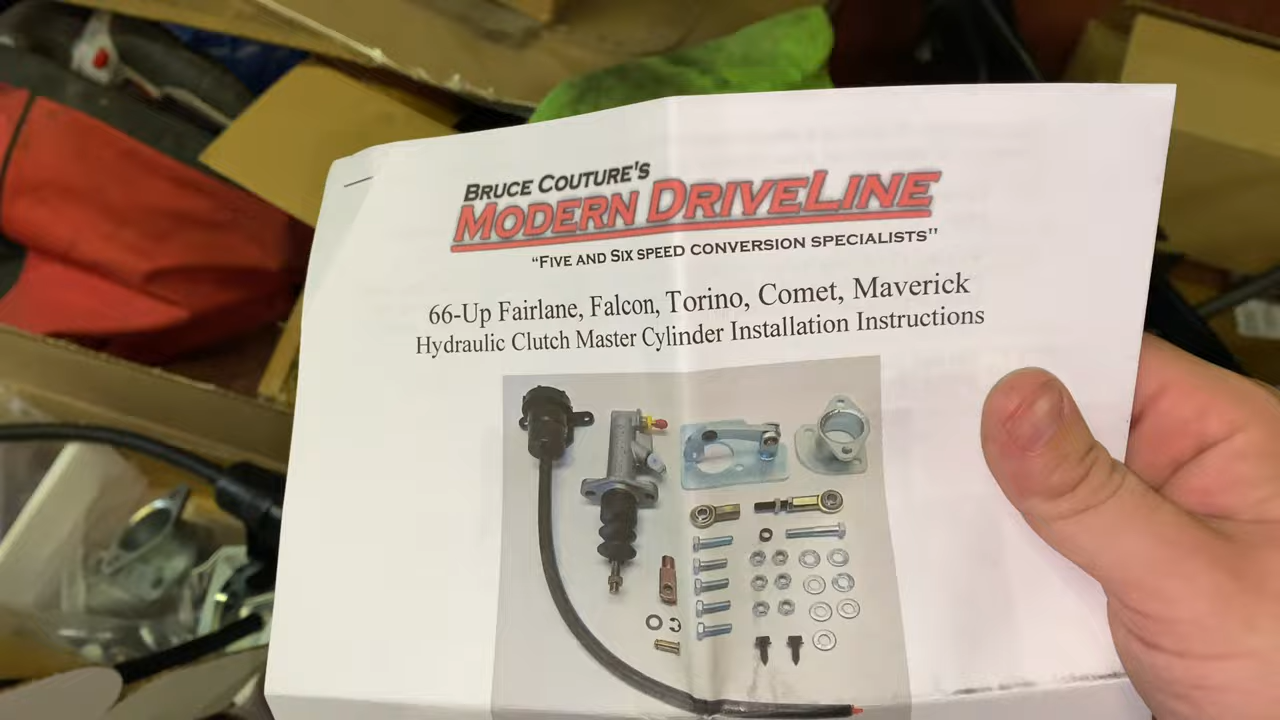 BRUCE COUTURE'S
MODERN DRIVELINE
"FIVE AND SIX SPEED CONVERSION SPECIALISTS"
66-Up Fairlane, Falcon, Torino, Comet, Maverick
Hydraulic Clutch Master Cylinder Installation Instructions